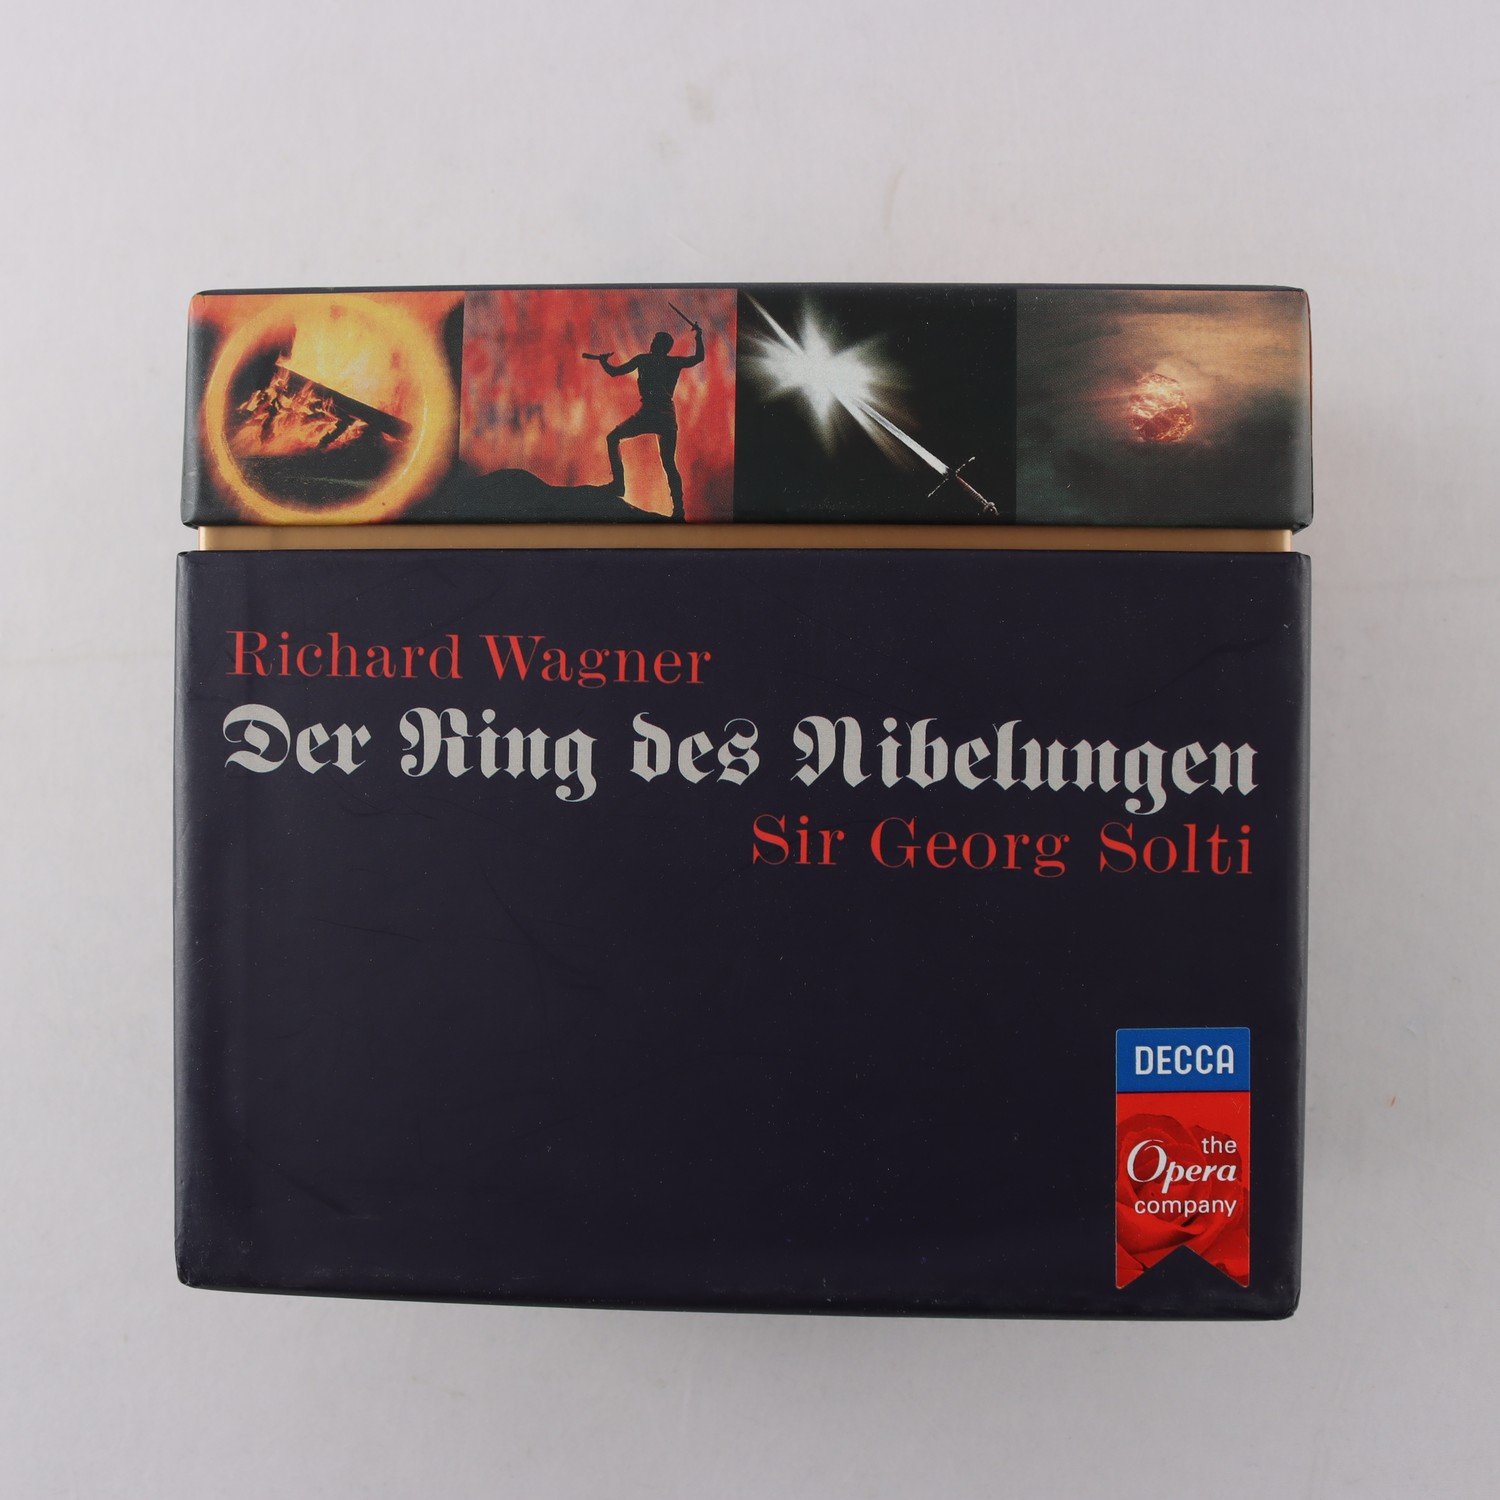 Richard Wagner
Der Ring des Nibelungen
Sir Georg Solti
DECCA
the
Opera
company